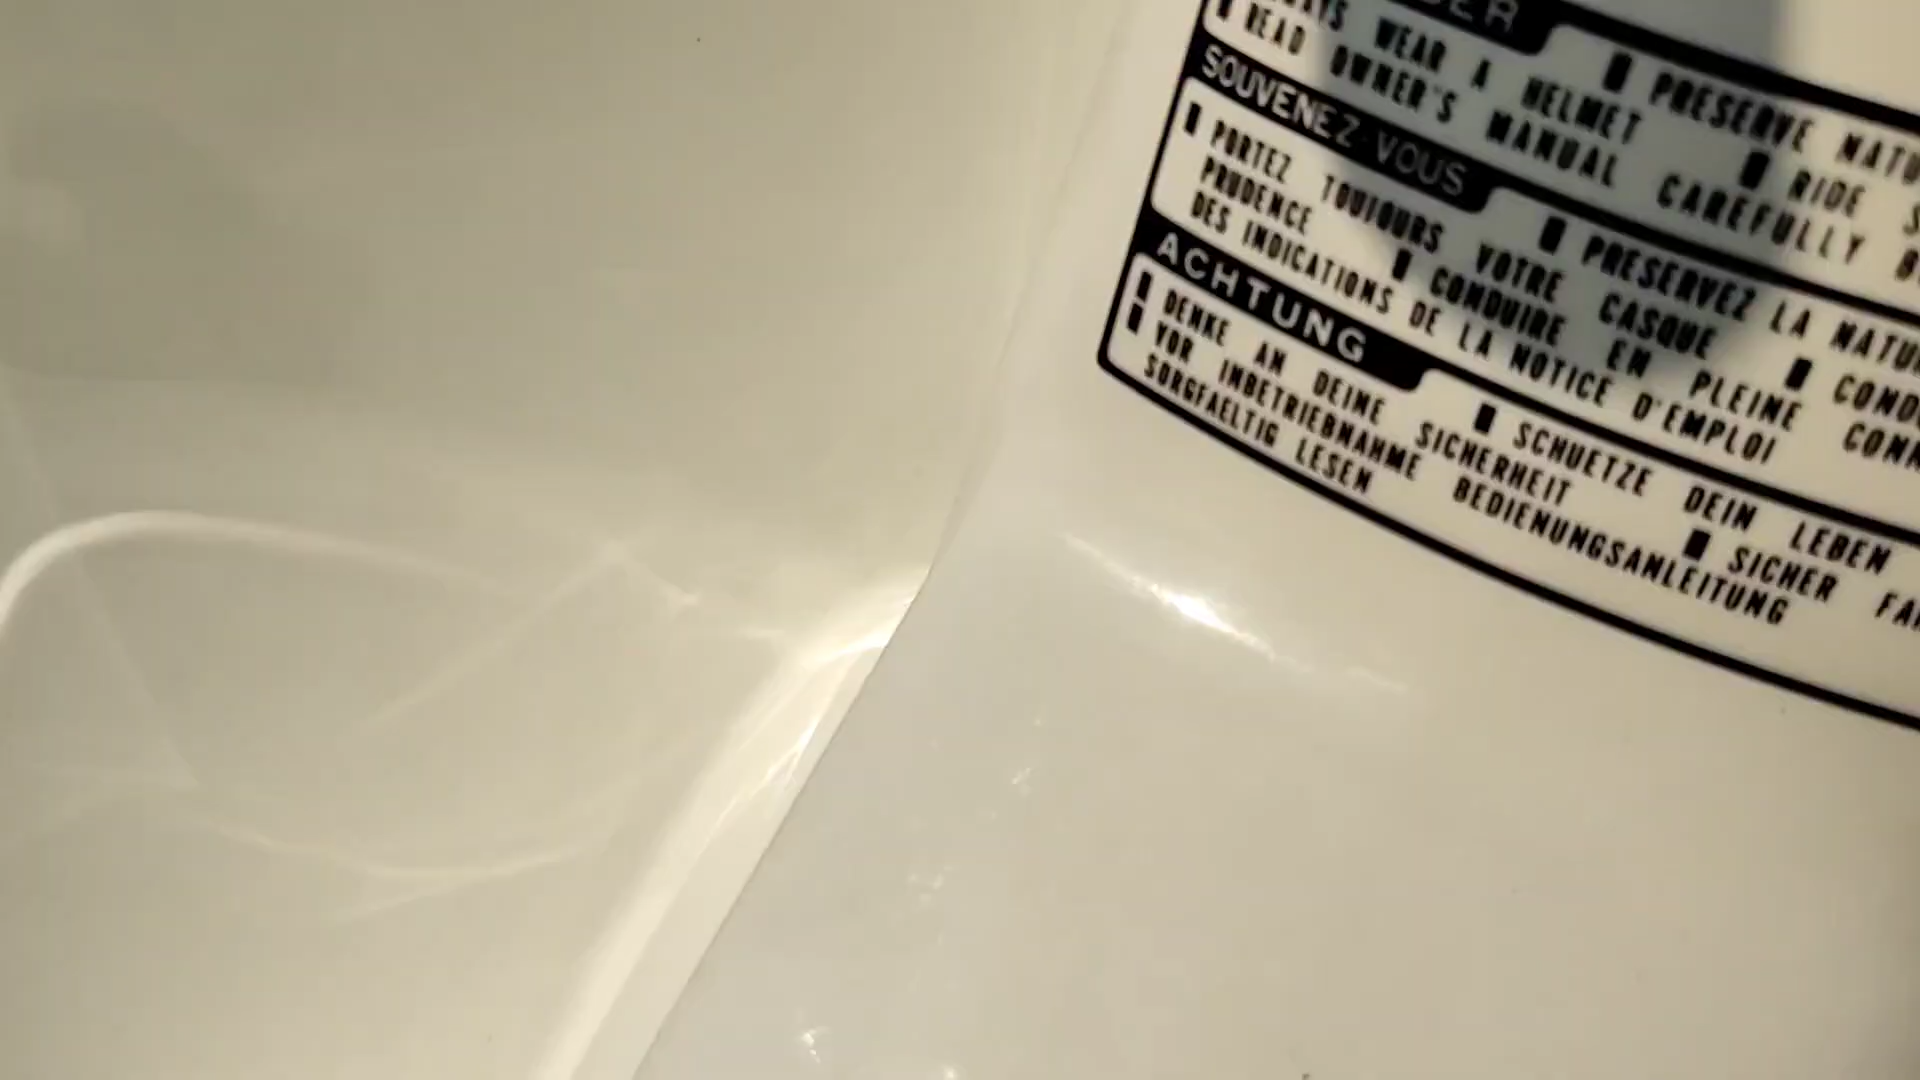 WEAR A HELMET ■ PRESERVE
■ READ OWNER'S MANUAL CAREFULLY ■ RIDE
SOUVENEZ-VOUS
■ PORTEZ TOUJOURS VOTRE CASQUE ■ PRESERVEZ LA
PRUDENCE ■ CONDUIRE EN PLEINE ■
DES INDICATIONS DE LA NOTICE D'EMPLOI
ACHTUNG
■ DENKE AN DEINE SICHERHEIT ■ SCHUETZE DEIN LEBEN
■ VOR INBETRIEBNAHME BEDIENUNGSANLEITUNG ■ SICHER
SORGFAELTIG LESEN